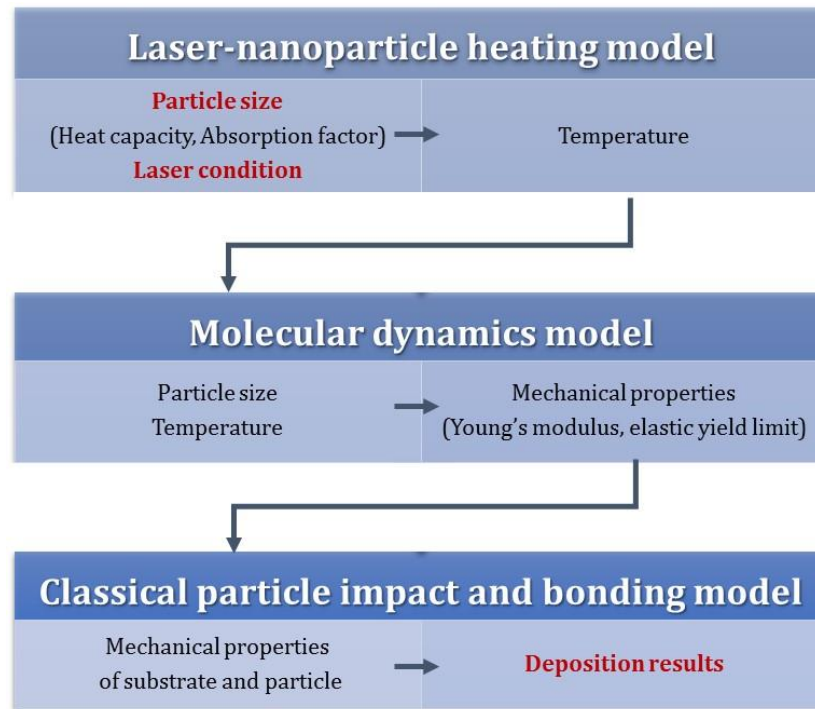 Laser-nanoparticle heating model
Particle size
(Heat capacity, Absorption factor)
Laser condition
Temperature
Molecular dynamics model
Particle size
Temperature
Mechanical properties
(Young’s modulus, elastic yield limit)
Classical particle impact and bonding model
Mechanical properties
of substrate and particle
Deposition results